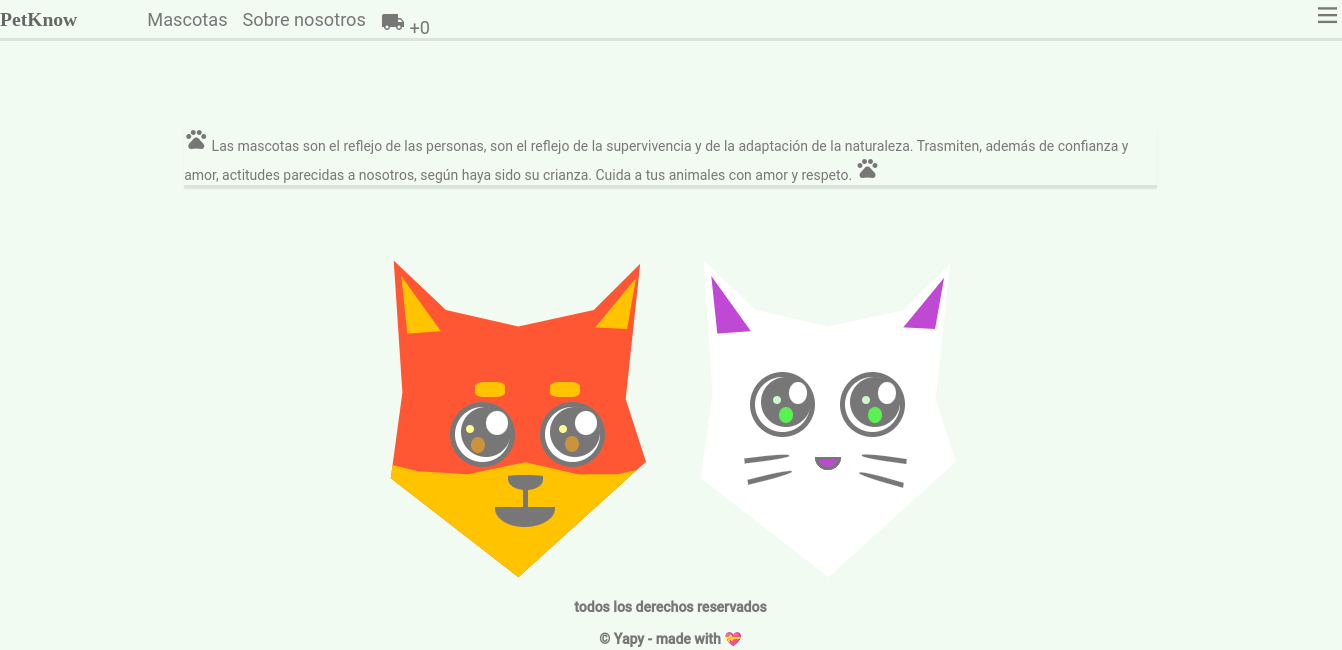 PetKnow Mascotas Sobre nosotros +0
Las mascotas son el reflejo de las personas, son el reflejo de la supervivencia y de la adaptación de la naturaleza. Trasmiten, además de confianza y
amor, actitudes parecidas a nosotros, según haya sido su crianza. Cuida a tus animales con amor y respeto.
todos los derechos reservados
© Yapy - made with 💝